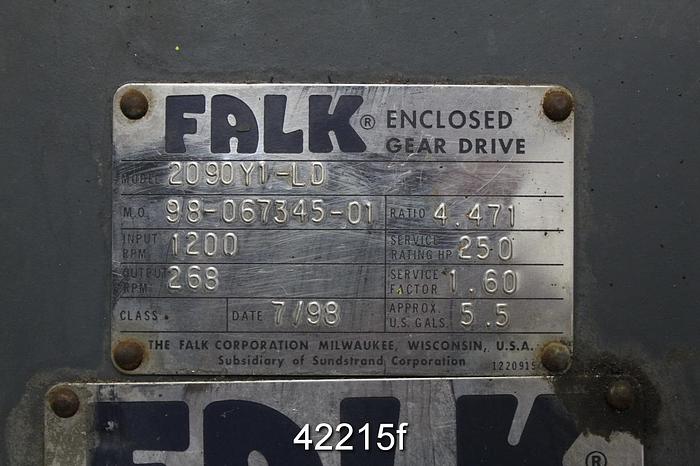 FALK® ENCLOSED GEAR DRIVE
MODEL 2090Y1-LD
M.O. 98-067345-01 RATIO 4.471
INPUT RPM 1200 SERVICE RATING HP 250
OUTPUT RPM 268 SERVICE FACTOR 1.60
CLASS DATE 7/98 APPROX. U.S. GALS. 5.5
THE FALK CORPORATION MILWAUKEE, WISCONSIN, U.S.A.
Subsidiary of Sundstrand Corporation 1220915
FALK®
42215f